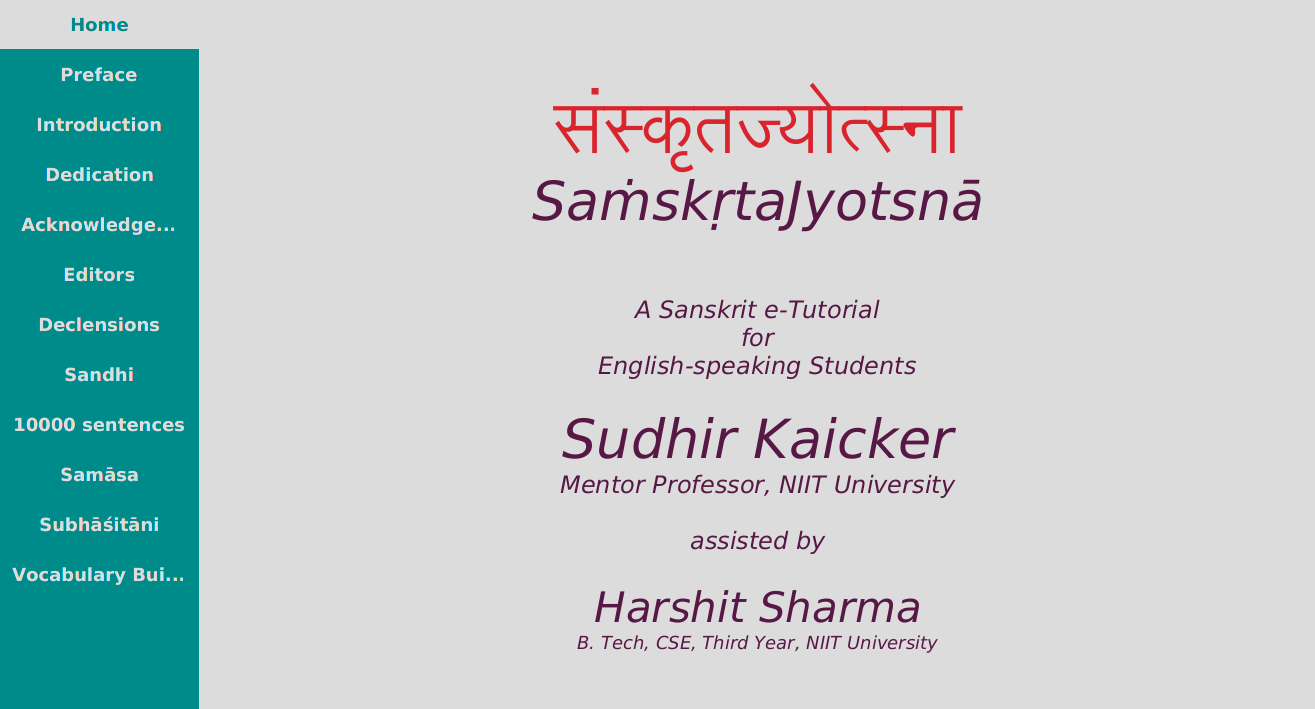 Home
Preface
Introduction
Dedication
Acknowledge...
Editors
Declensions
Sandhi
10000 sentences
Samāsa
Subhāśitāni
Vocabulary Bui...
संस्कृतज्योत्स्ना
SaṁskṛtaJyotsnā
A Sanskrit e-Tutorial
for
English-speaking Students
Sudhir Kaicker
Mentor Professor, NIIT University
assisted by
Harshit Sharma
B. Tech, CSE, Third Year, NIIT University